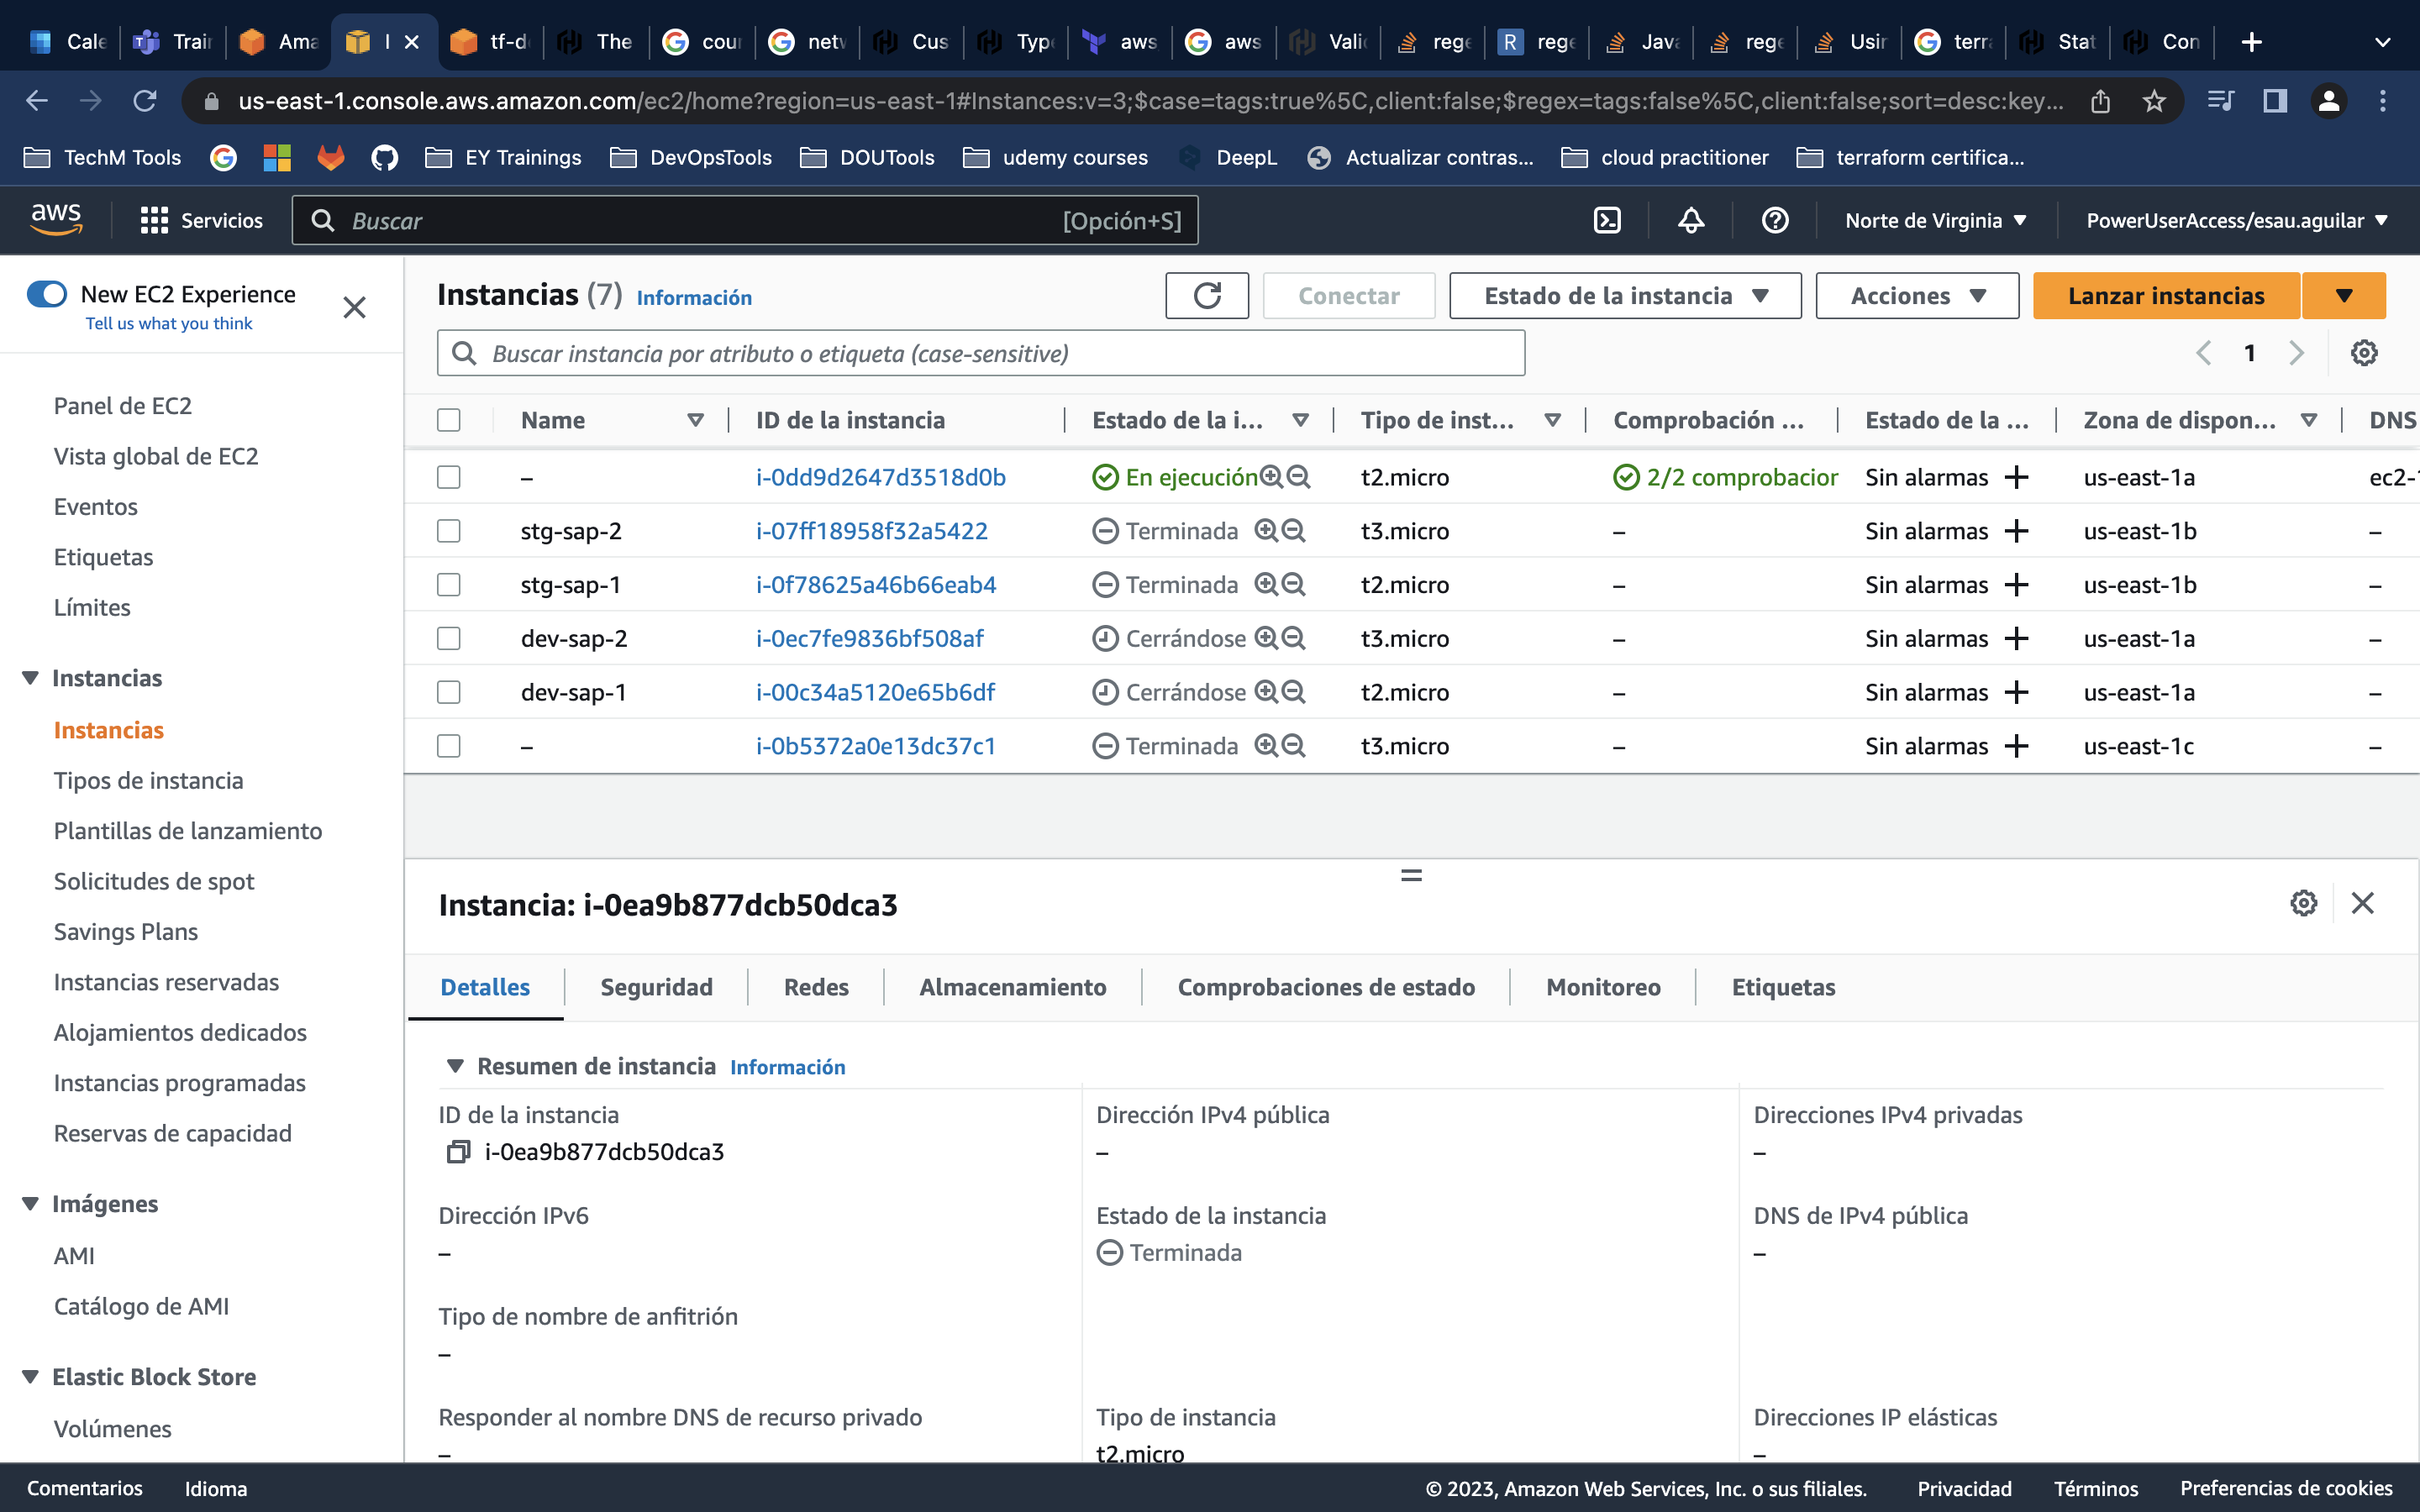 Cale
Trair
Ama
I
tf-d
The
cour
netv
Cus
Type
aws
aws
Valid
rege
rege
Java
rege
Usin
terra
Stat
Con
us-east-1.console.aws.amazon.com/ec2/home?region=us-east-1#Instances:v=3;$case=tags:true%5C,client:false;$regex=tags:false%5C,client:false;sort=desc:key...
TechM Tools
EY Trainings
DevOpsTools
DOUTools
udemy courses
DeepL
Actualizar contras...
cloud practitioner
terraform certifica...
aws
Servicios
Buscar
[Opción+S]
Norte de Virginia
PowerUserAccess/esau.aguilar
New EC2 Experience
Tell us what you think
Panel de EC2
Vista global de EC2
Eventos
Etiquetas
Límites
Instancias
Instancias
Tipos de instancia
Plantillas de lanzamiento
Solicitudes de spot
Savings Plans
Instancias reservadas
Alojamientos dedicados
Instancias programadas
Reservas de capacidad
Imágenes
AMI
Catálogo de AMI
Elastic Block Store
Volúmenes
Instancias (7) Información
Conectar
Estado de la instancia
Acciones
Lanzar instancias
Buscar instancia por atributo o etiqueta (case-sensitive)
1
Name ID de la instancia Estado de la i... Tipo de inst... Comprobación ... Estado de la ... Zona de dispon... DNS
– i-0dd9d2647d3518d0b En ejecución t2.micro 2/2 comprobacior Sin alarmas us-east-1a ec2-
stg-sap-2 i-07ff18958f32a5422 Terminada t3.micro – Sin alarmas us-east-1b –
stg-sap-1 i-0f78625a46b66eab4 Terminada t2.micro – Sin alarmas us-east-1b –
dev-sap-2 i-0ec7fe9836bf508af Cerrándose t3.micro – Sin alarmas us-east-1a –
dev-sap-1 i-00c34a5120e65b6df Cerrándose t2.micro – Sin alarmas us-east-1a –
– i-0b5372a0e13dc37c1 Terminada t3.micro – Sin alarmas us-east-1c –
Instancia: i-0ea9b877dcb50dca3
Detalles
Seguridad
Redes
Almacenamiento
Comprobaciones de estado
Monitoreo
Etiquetas
Resumen de instancia Información
ID de la instancia
i-0ea9b877dcb50dca3
Dirección IPv4 pública
–
Direcciones IPv4 privadas
–
Dirección IPv6
–
Estado de la instancia
Terminada
DNS de IPv4 pública
–
Tipo de nombre de anfitrión
–
Responder al nombre DNS de recurso privado
–
Tipo de instancia
t2.micro
Direcciones IP elásticas
–
Comentarios
Idioma
© 2023, Amazon Web Services, Inc. o sus filiales.
Privacidad
Términos
Preferencias de cookies